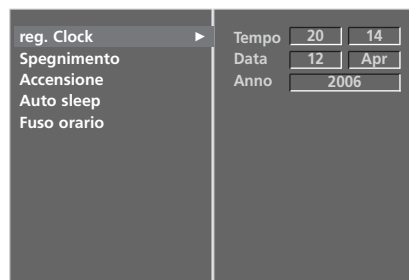 reg. Clock ►
Spegnimento
Accensione
Auto sleep
Fuso orario
Tempo 20 14
Data 12 Apr
Anno 2006